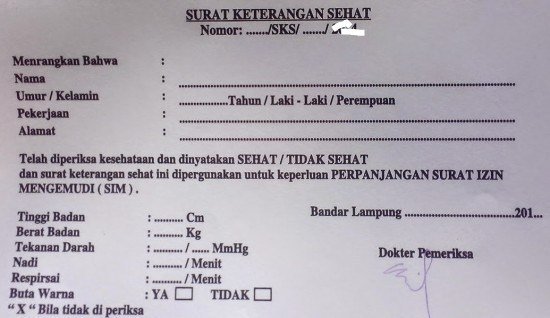 SURAT KETERANGAN SEHAT
Nomor: ......./SKS/ ......./
Menrangkan Bahwa :
Nama : ................................................
Umur / Kelamin : ..............Tahun / Laki - Laki / Perempuan
Pekerjaan : ................................................
Alamat : ................................................
Telah diperiksa kesehataan dan dinyatakan SEHAT / TIDAK SEHAT
dan surat keterangan sehat ini dipergunakan untuk keperluan PERPANJANGAN SURAT IZIN
MENGEMUDI ( SIM ).
Bandar Lampung ................................201...
Tinggi Badan : .......... Cm
Berat Badan : .......... Kg
Tekanan Darah : ........../ ...... MmHg
Dokter Pemeriksa
Nadi : ........../ Menit
Respirsai : .......... / Menit
Buta Warna : YA TIDAK
“ X “ Bila tidak di periksa